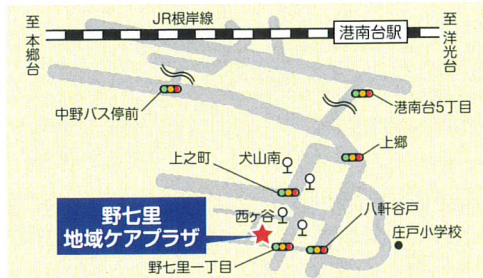 JR根岸線
至本郷台
港南台駅
至洋光台
中野バス停前
港南台5丁目
上郷
犬山南
上之町
八軒谷戸
西ヶ谷
野七里
地域ケアプラザ
庄戸小学校
野七里一丁目